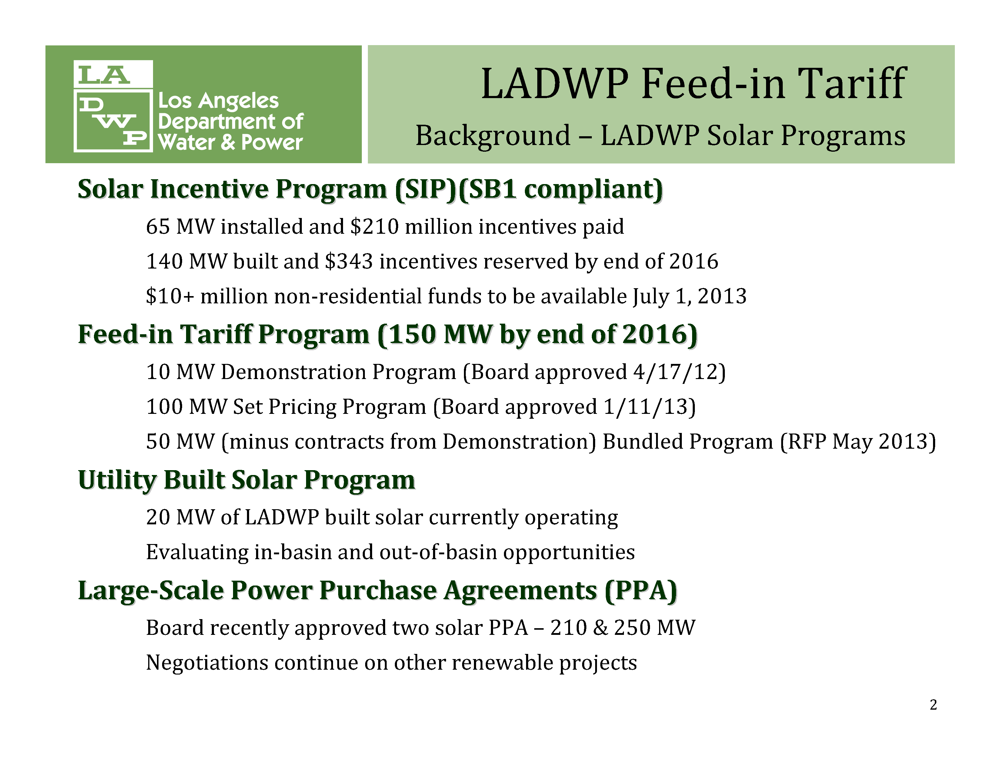 LA
DWP
Los Angeles
Department of
Water & Power
LADWP Feed-in Tariff
Background – LADWP Solar Programs
Solar Incentive Program (SIP)(SB1 compliant)
65 MW installed and $210 million incentives paid
140 MW built and $343 incentives reserved by end of 2016
$10+ million non-residential funds to be available July 1, 2013
Feed-in Tariff Program (150 MW by end of 2016)
10 MW Demonstration Program (Board approved 4/17/12)
100 MW Set Pricing Program (Board approved 1/11/13)
50 MW (minus contracts from Demonstration) Bundled Program (RFP May 2013)
Utility Built Solar Program
20 MW of LADWP built solar currently operating
Evaluating in-basin and out-of-basin opportunities
Large-Scale Power Purchase Agreements (PPA)
Board recently approved two solar PPA – 210 & 250 MW
Negotiations continue on other renewable projects
2